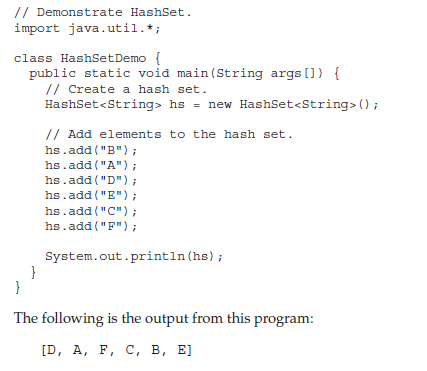 // Demonstrate HashSet.
import java.util.*;
class HashSetDemo {
public static void main(String args[]) {
// Create a hash set.
HashSet<String> hs = new HashSet<String>();
// Add elements to the hash set.
hs.add("B");
hs.add("A");
hs.add("D");
hs.add("E");
hs.add("C");
hs.add("F");
System.out.println(hs);
}
}
The following is the output from this program:
[D, A, F, C, B, E]